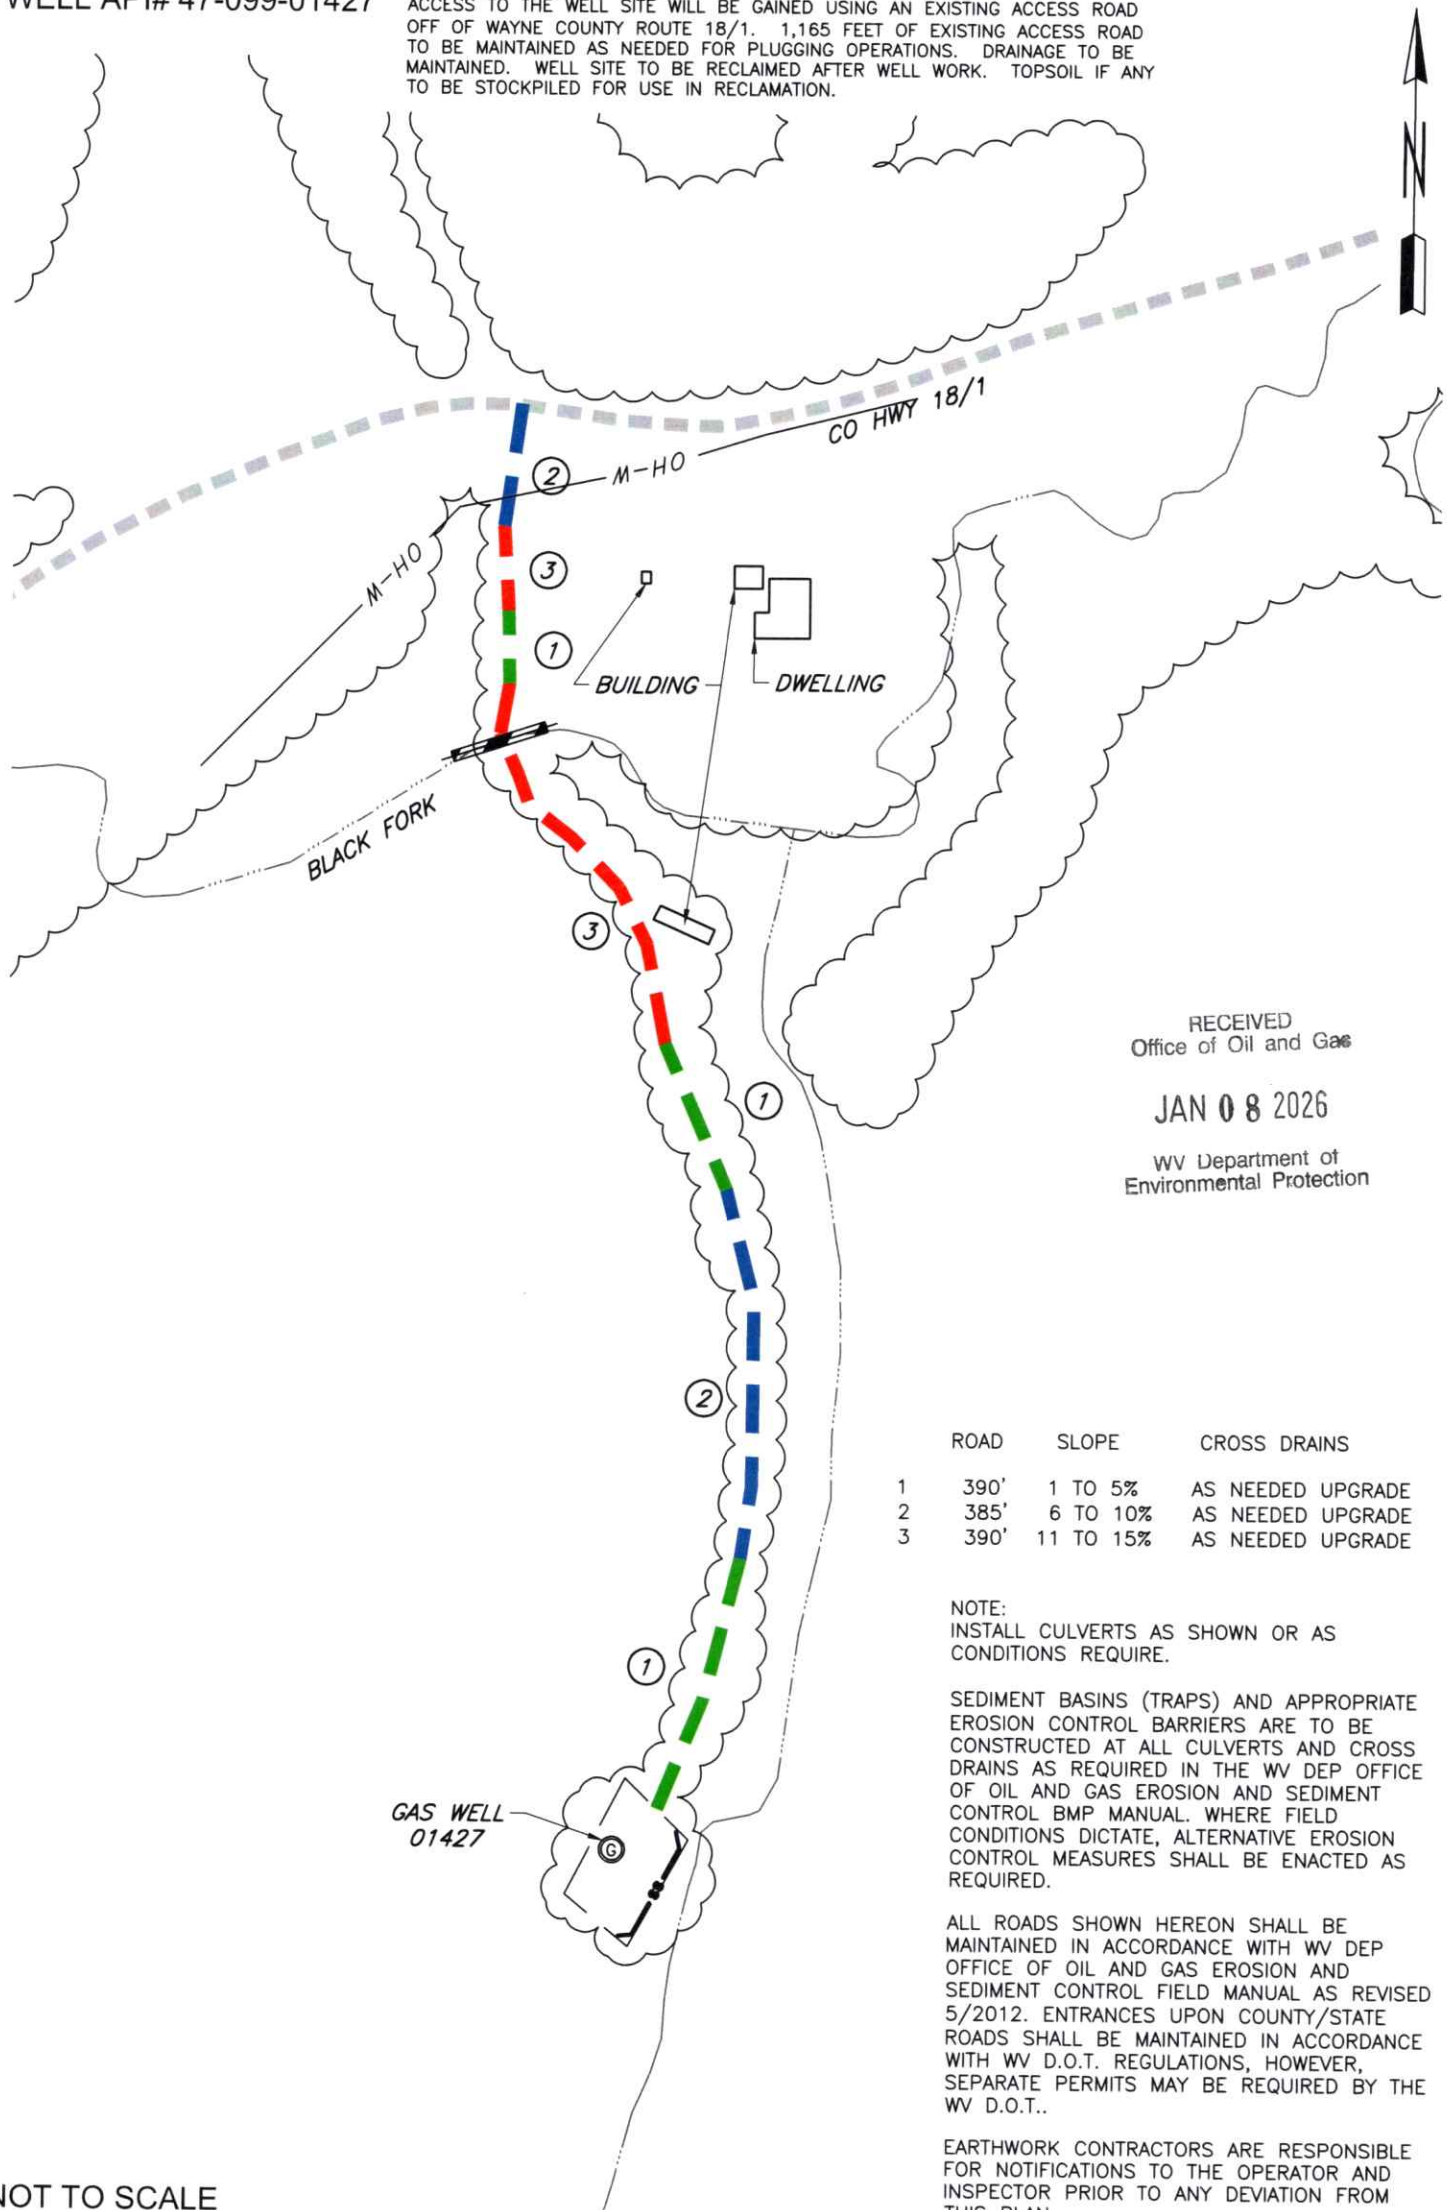 WELL API# 47-099-01427
ACCESS TO THE WELL SITE WILL BE GAINED USING AN EXISTING ACCESS ROAD
OFF OF WAYNE COUNTY ROUTE 18/1. 1,165 FEET OF EXISTING ACCESS ROAD
TO BE MAINTAINED AS NEEDED FOR PLUGGING OPERATIONS. DRAINAGE TO BE
MAINTAINED. WELL SITE TO BE RECLAIMED AFTER WELL WORK. TOPSOIL IF ANY
TO BE STOCKPILED FOR USE IN RECLAMATION.
N
CO HWY 18/1
M-HO
2
M-HO
3
1
BUILDING
DWELLING
BLACK FORK
3
RECEIVED
Office of Oil and Gas
JAN 08 2026
WV Department of
Environmental Protection
1
2
ROAD SLOPE CROSS DRAINS
1 390' 1 TO 5% AS NEEDED UPGRADE
2 385' 6 TO 10% AS NEEDED UPGRADE
3 390' 11 TO 15% AS NEEDED UPGRADE
NOTE:
INSTALL CULVERTS AS SHOWN OR AS
CONDITIONS REQUIRE.
1
SEDIMENT BASINS (TRAPS) AND APPROPRIATE
EROSION CONTROL BARRIERS ARE TO BE
CONSTRUCTED AT ALL CULVERTS AND CROSS
DRAINS AS REQUIRED IN THE WV DEP OFFICE
OF OIL AND GAS EROSION AND SEDIMENT
CONTROL BMP MANUAL. WHERE FIELD
CONDITIONS DICTATE, ALTERNATIVE EROSION
CONTROL MEASURES SHALL BE ENACTED AS
REQUIRED.
GAS WELL
01427
G
ALL ROADS SHOWN HEREON SHALL BE
MAINTAINED IN ACCORDANCE WITH WV DEP
OFFICE OF OIL AND GAS EROSION AND
SEDIMENT CONTROL FIELD MANUAL AS REVISED
5/2012. ENTRANCES UPON COUNTY/STATE
ROADS SHALL BE MAINTAINED IN ACCORDANCE
WITH WV D.O.T. REGULATIONS, HOWEVER,
SEPARATE PERMITS MAY BE REQUIRED BY THE
WV D.O.T..
EARTHWORK CONTRACTORS ARE RESPONSIBLE
FOR NOTIFICATIONS TO THE OPERATOR AND
INSPECTOR PRIOR TO ANY DEVIATION FROM
THIS PLAN
NOT TO SCALE